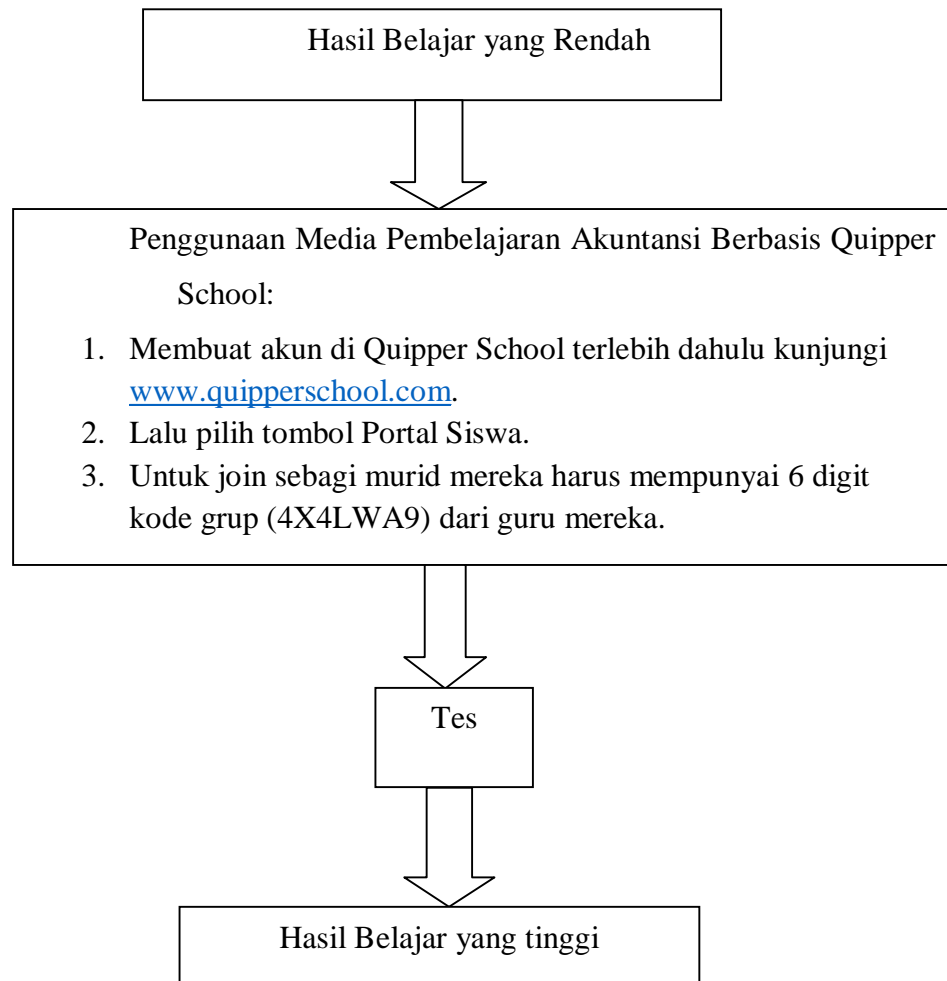 Hasil Belajar yang Rendah
Penggunaan Media Pembelajaran Akuntansi Berbasis Quipper
School:
1. Membuat akun di Quipper School terlebih dahulu kunjungi
www.quipperschool.com.
2. Lalu pilih tombol Portal Siswa.
3. Untuk join sebagi murid mereka harus mempunyai 6 digit
kode grup (4X4LWA9) dari guru mereka.
Tes
Hasil Belajar yang tinggi